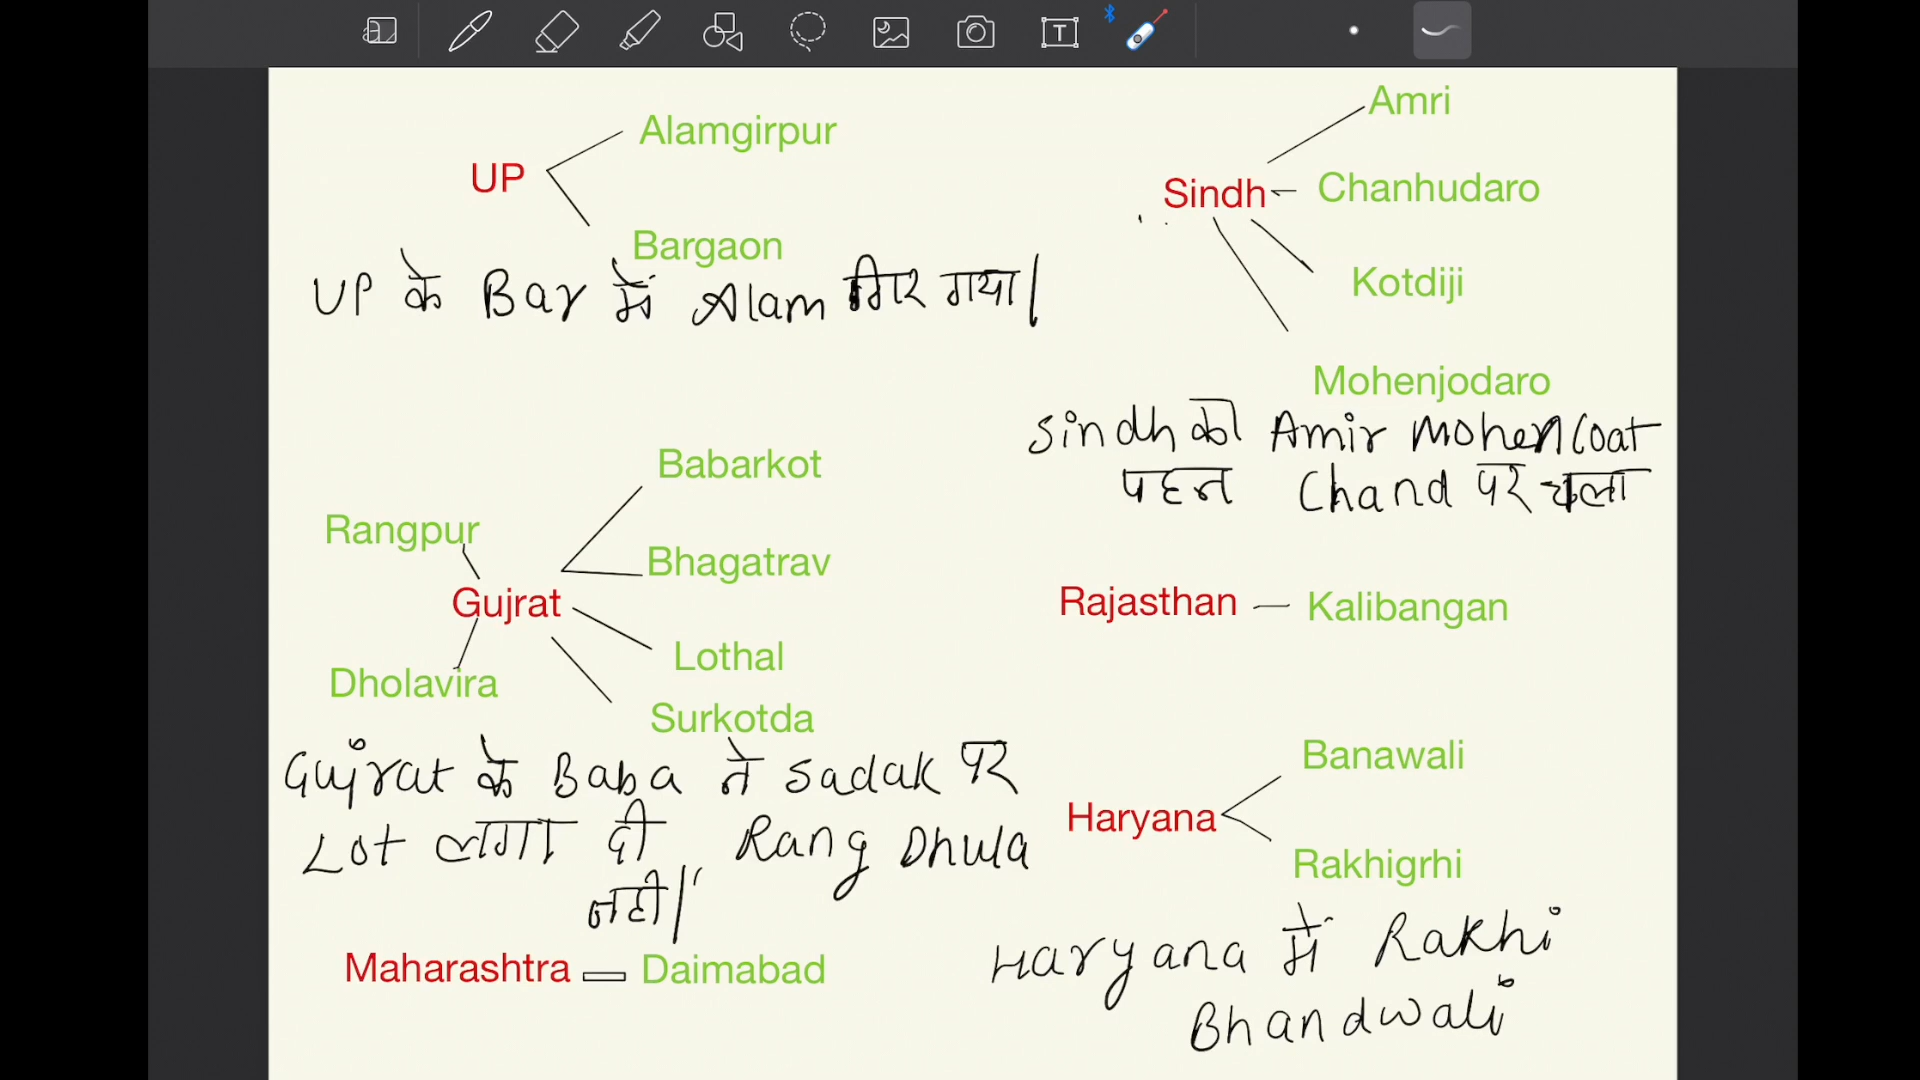 Alamgirpur
UP
Bargaon
UP के Bar में Alam गिर गया|
Amri
Sindh
Chanhudaro
Kotdiji
Mohenjodaro
Sindh का Amir Mohen Coat
पहन Chand पर चला
Babarkot
Rangpur
Bhagatrav
Gujrat
Lothal
Dholavira
Surkotda
Gujrat के Baba ने Sadak पर
Lot लगा दी Rang Dhula
नही|
Rajasthan
Kalibangan
Banawali
Haryana
Rakhigrhi
Haryana में Rakhi
Bhandwali
Maharashtra
Daimabad